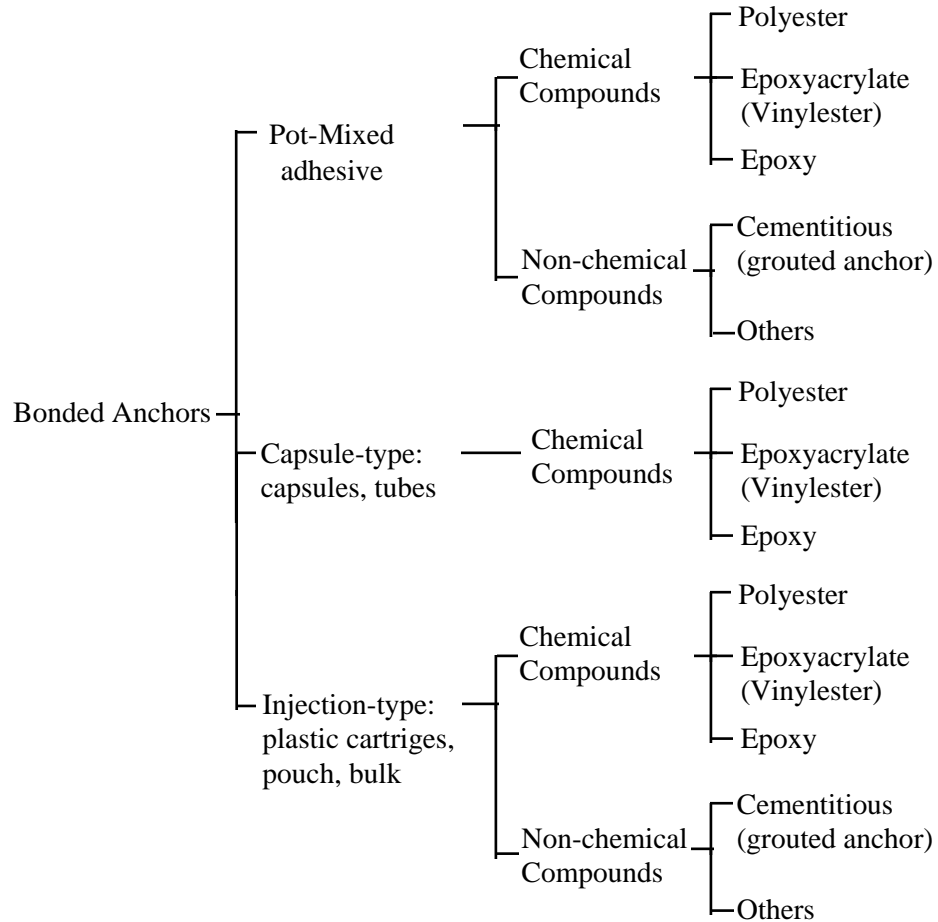 Polyester
Chemical
Compounds
Epoxyacrylate
(Vinylester)
Pot-Mixed
adhesive
Epoxy
Cementitious
(grouted anchor)
Non-chemical
Compounds
Others
Polyester
Bonded Anchors
Capsule-type:
capsules, tubes
Chemical
Compounds
Epoxyacrylate
(Vinylester)
Epoxy
Polyester
Chemical
Compounds
Epoxyacrylate
(Vinylester)
Injection-type:
plastic cartriges,
pouch, bulk
Epoxy
Cementitious
(grouted anchor)
Non-chemical
Compounds
Others